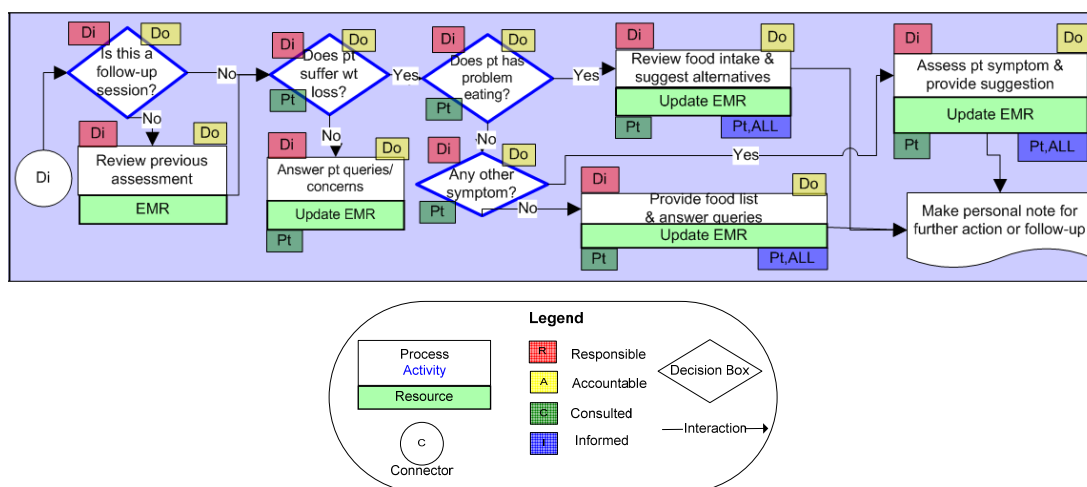 Di
Di
Do
Is this a
follow-up
session?
No
No
Di
Do
Review previous
assessment
EMR
Di
Do
Does pt
suffer wt
loss?
Pt
Yes
No
Di
Do
Answer pt queries/
concerns
Update EMR
Pt
Di
Do
Does pt has
problem
eating?
Pt
Yes
No
Di
Do
Any other
symptom?
Pt
Yes
No
Di
Do
Review food intake &
suggest alternatives
Update EMR
Pt
Pt,ALL
Di
Do
Provide food list
& answer queries
Update EMR
Pt
Pt,ALL
Di
Do
Assess pt symptom &
provide suggestion
Update EMR
Pt
Pt,ALL
Make personal note for
further action or follow-up
Legend
Process
Activity
Resource
C
Connector
R
Responsible
A
Accountable
C
Consulted
I
Informed
Decision Box
Interaction